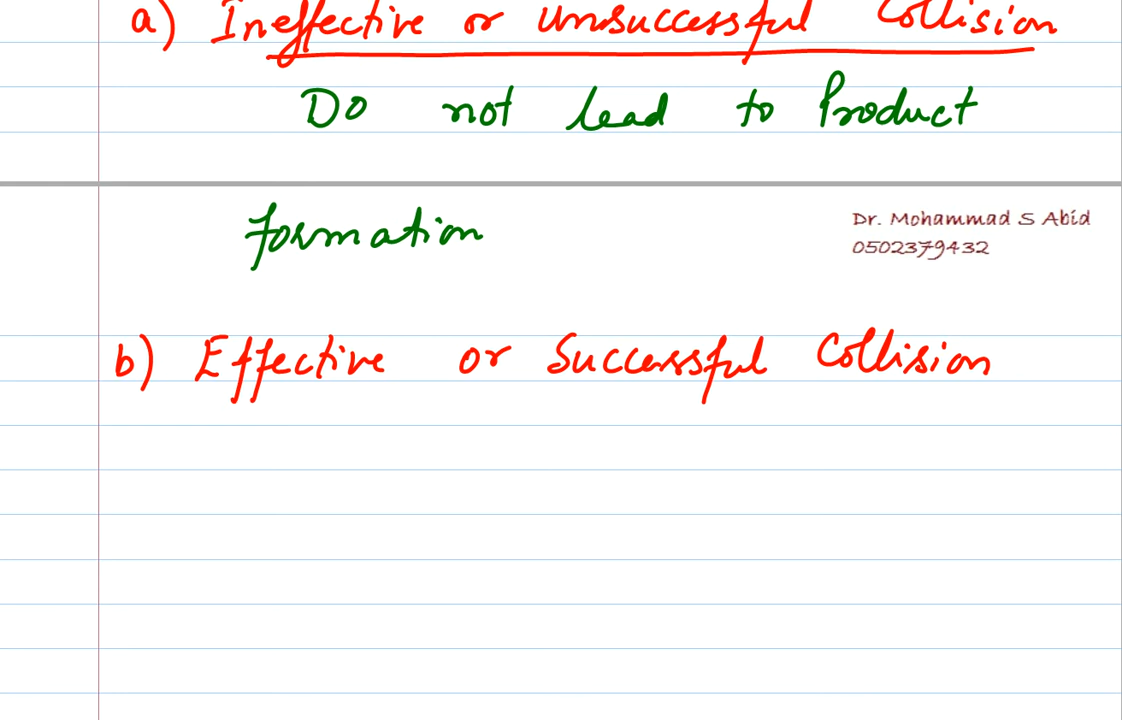 a) Ineffective or unsuccessful Collision
Do not lead to Product
formation
Dr. Mohammad S Abid
0502379432
b) Effective or Successful Collision